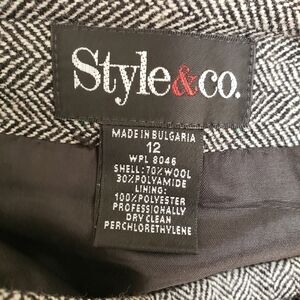 Style&co.
MADE IN BULGARIA
12
WPL 8046
SHELL: 70% WOOL
30% POLYAMIDE
LINING:
100% POLYESTER
PROFESSIONALLY
DRY CLEAN
PERCHLORETHYLENE